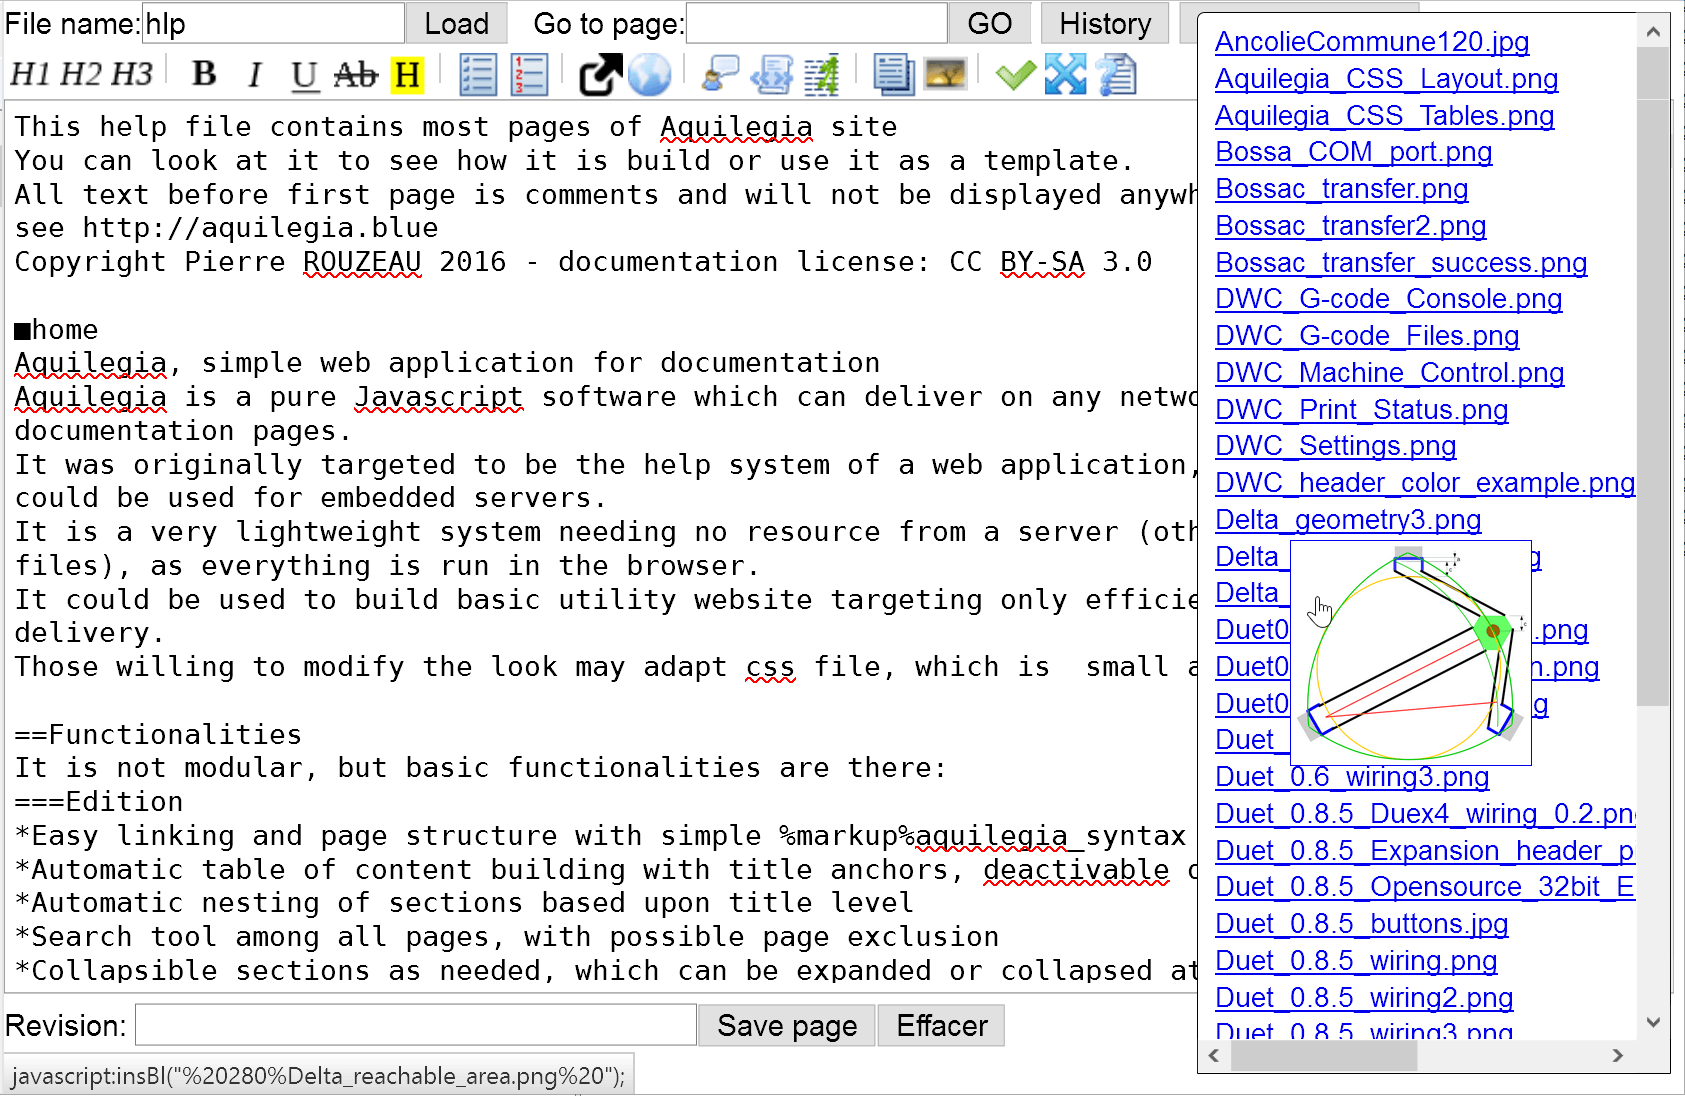 File name: hlp Load Go to page: GO History
H1 H2 H3 B I U Ab H
This help file contains most pages of Aquilegia site
You can look at it to see how it is build or use it as a template.
All text before first page is comments and will not be displayed anywh
see http://aquilegia.blue
Copyright Pierre ROUZEAU 2016 - documentation license: CC BY-SA 3.0
■home
Aquilegia, simple web application for documentation
Aquilegia is a pure Javascript software which can deliver on any netwo
documentation pages.
It was originally targeted to be the help system of a web application,
could be used for embedded servers.
It is a very lightweight system needing no resource from a server (oth
files), as everything is run in the browser.
It could be used to build basic utility website targeting only efficie
delivery.
Those willing to modify the look may adapt css file, which is  small a
==Functionalities
It is not modular, but basic functionalities are there:
===Edition
*Easy linking and page structure with simple %markup%aquilegia_syntax
*Automatic table of content building with title anchors, deactivable o
*Automatic nesting of sections based upon title level
*Search tool among all pages, with possible page exclusion
*Collapsible sections as needed, which can be expanded or collapsed at
Revision: Save page Effacer
javascript:insBl("%20280%Delta_reachable_area.png%20");
AncolieCommune120.jpg
Aquilegia_CSS_Layout.png
Aquilegia_CSS_Tables.png
Bossa_COM_port.png
Bossac_transfer.png
Bossac_transfer2.png
Bossac_transfer_success.png
DWC_G-code_Console.png
DWC_G-code_Files.png
DWC_Machine_Control.png
DWC_Print_Status.png
DWC_Settings.png
DWC_header_color_example.png
Delta_geometry3.png
Delta_ g
Delta_
Duet0 .png
Duet0 n.png
Duet0 g
Duet_
Duet_0.6_wiring3.png
Duet_0.8.5_Duex4_wiring_0.2.pn
Duet_0.8.5_Expansion_header_p
Duet_0.8.5_Opensource_32bit_E
Duet_0.8.5_buttons.jpg
Duet_0.8.5_wiring.png
Duet_0.8.5_wiring2.png
Duet_0.8.5_wiring3.png